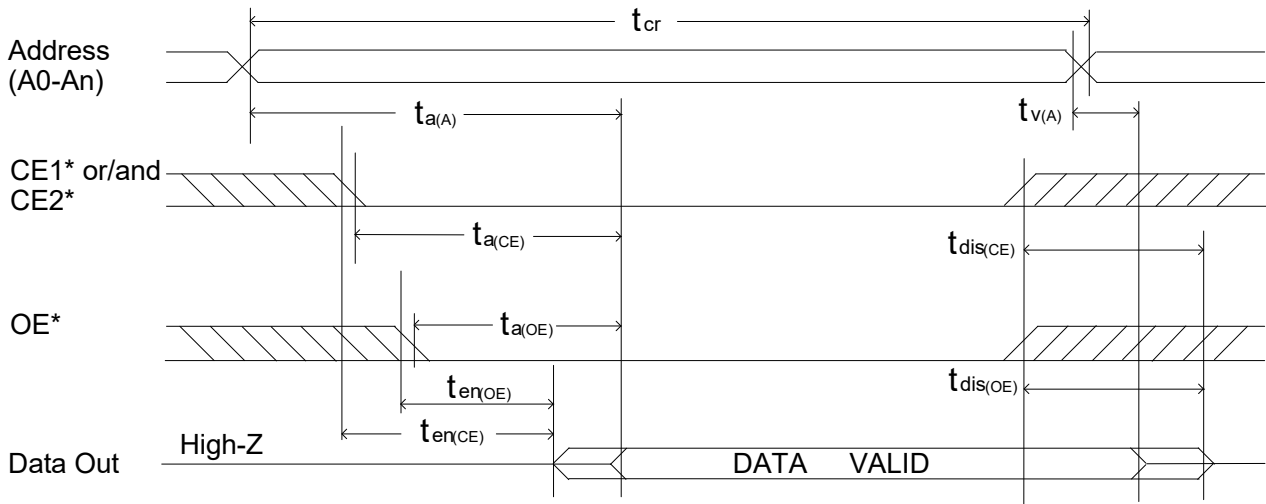 tcr
Address
(A0-An)
ta(A)
tv(A)
CE1* or/and
CE2*
ta(CE)
tdis(CE)
OE*
ta(OE)
tdis(OE)
ten(OE)
ten(CE)
High-Z
Data Out
DATA VALID